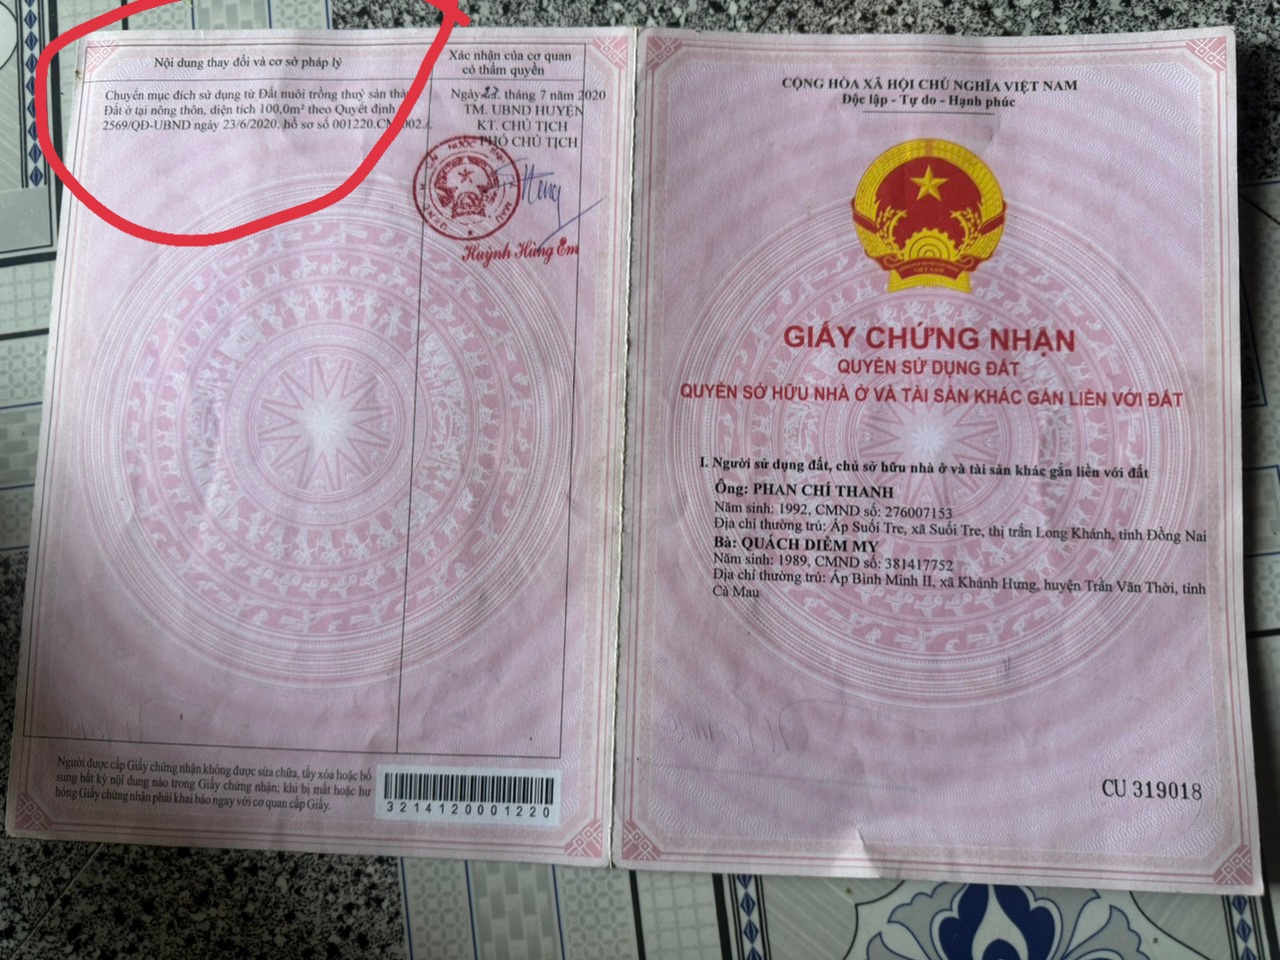 Nội dung thay đổi và cơ sở pháp lý
Xác nhận của cơ quan
có thẩm quyền
Chuyển mục đích sử dụng từ Đất nuôi trồng thuỷ sản
Đất ở tại nông thôn, diện tích 100,0m² theo Quyết định
2569/QĐ-UBND ngày 23/6/2020, hồ sơ số 001220.
Ngày 22 tháng 7 năm 2020
TM. UBND HUYỆN
KT. CHỦ TỊCH
PHÓ CHỦ TỊCH
Huỳnh Hùng Em
Người được cấp Giấy chứng nhận không được sửa chữa, tẩy xóa hoặc bổ
sung bất kỳ nội dung nào trong Giấy chứng nhận; khi bị mất hoặc hư
hỏng Giấy chứng nhận phải khai báo ngay với cơ quan cấp Giấy.
3214120001220
CỘNG HÒA XÃ HỘI CHỦ NGHĨA VIỆT NAM
Độc lập - Tự do - Hạnh phúc
GIẤY CHỨNG NHẬN
QUYỀN SỬ DỤNG ĐẤT
QUYỀN SỞ HỮU NHÀ Ở VÀ TÀI SẢN KHÁC GẮN LIỀN VỚI ĐẤT
I. Người sử dụng đất, chủ sở hữu nhà ở và tài sản khác gắn liền với đất
Ông: PHAN CHÍ THANH
Năm sinh: 1992, CMND số: 276007153
Địa chỉ thường trú: Ấp Suối Tre, xã Suối Tre, thị trấn Long Khánh, tỉnh Đồng Nai
Bà: QUÁCH DIỄM MY
Năm sinh: 1989, CMND số: 381417752
Địa chỉ thường trú: Ấp Bình Minh II, xã Khánh Hưng, huyện Trần Văn Thời, tỉnh
Cà Mau
CU 319018